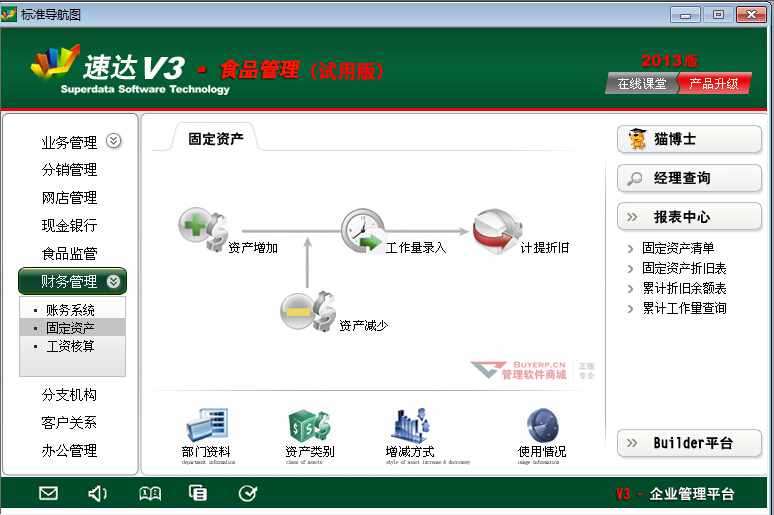 标准导航图
速达V3 · 食品管理（试用版）
Superdata Software Technology
2013版
在线课堂 产品升级
业务管理
分销管理
网店管理
现金银行
食品监管
财务管理
账务系统
固定资产
工资核算
分支机构
客户关系
办公管理
固定资产
资产增加
工作量录入
计提折旧
资产减少
BUYERP.CN
管理软件商城
正版
专业
部门资料
department information
资产类别
class of assets
增减方式
style of asset increase & decrease
使用情况
usage information
猫博士
经理查询
报表中心
固定资产清单
固定资产折旧表
累计折旧余额表
累计工作量查询
Builder平台
V3 - 企业管理平台